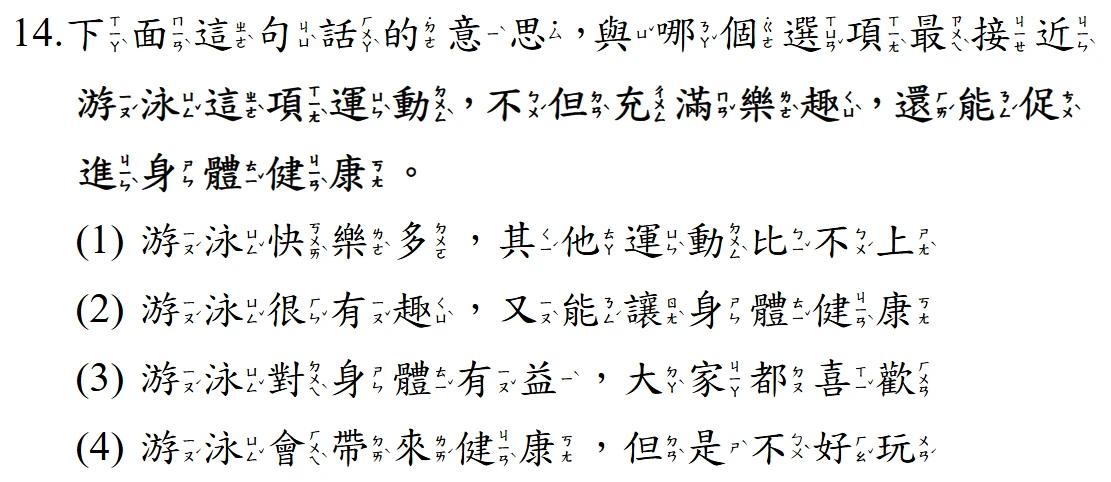 14.下面這句話的意思，與哪個選項最接近
游泳這項運動，不但充滿樂趣，還能促
進身體健康。
(1) 游泳快樂多，其他運動比不上
(2) 游泳很有趣，又能讓身體健康
(3) 游泳對身體有益，大家都喜歡
(4) 游泳會帶來健康，但是不好玩